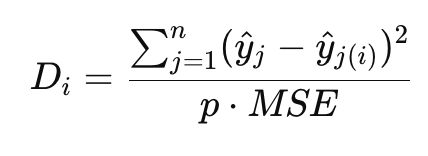 D_i = \frac{\sum_{j=1}^{n} (\hat{y}_j - \hat{y}_{j(i)})^2}{p \cdot MSE}